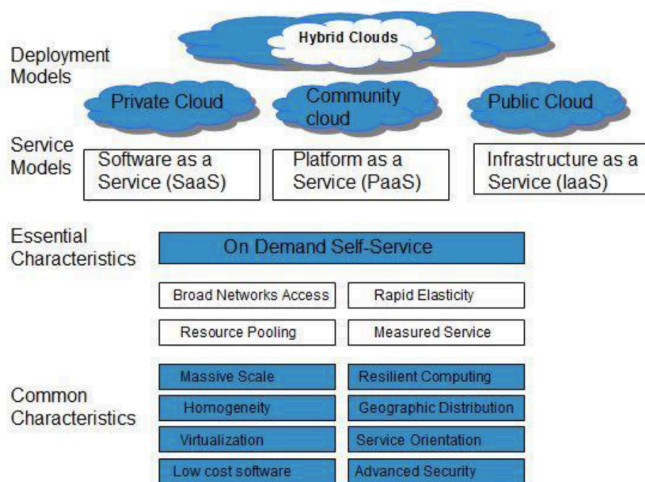 Hybrid Clouds
Deployment
Models
Private Cloud
Community
cloud
Public Cloud
Service
Models
Software as a
Service (SaaS)
Platform as a
Service (PaaS)
Infrastructure as a
Service (IaaS)
Essential
Characteristics
On Demand Self-Service
Broad Networks Access
Rapid Elasticity
Resource Pooling
Measured Service
Common
Characteristics
Massive Scale
Resilient Computing
Homogeneity
Geographic Distribution
Virtualization
Service Orientation
Low cost software
Advanced Security